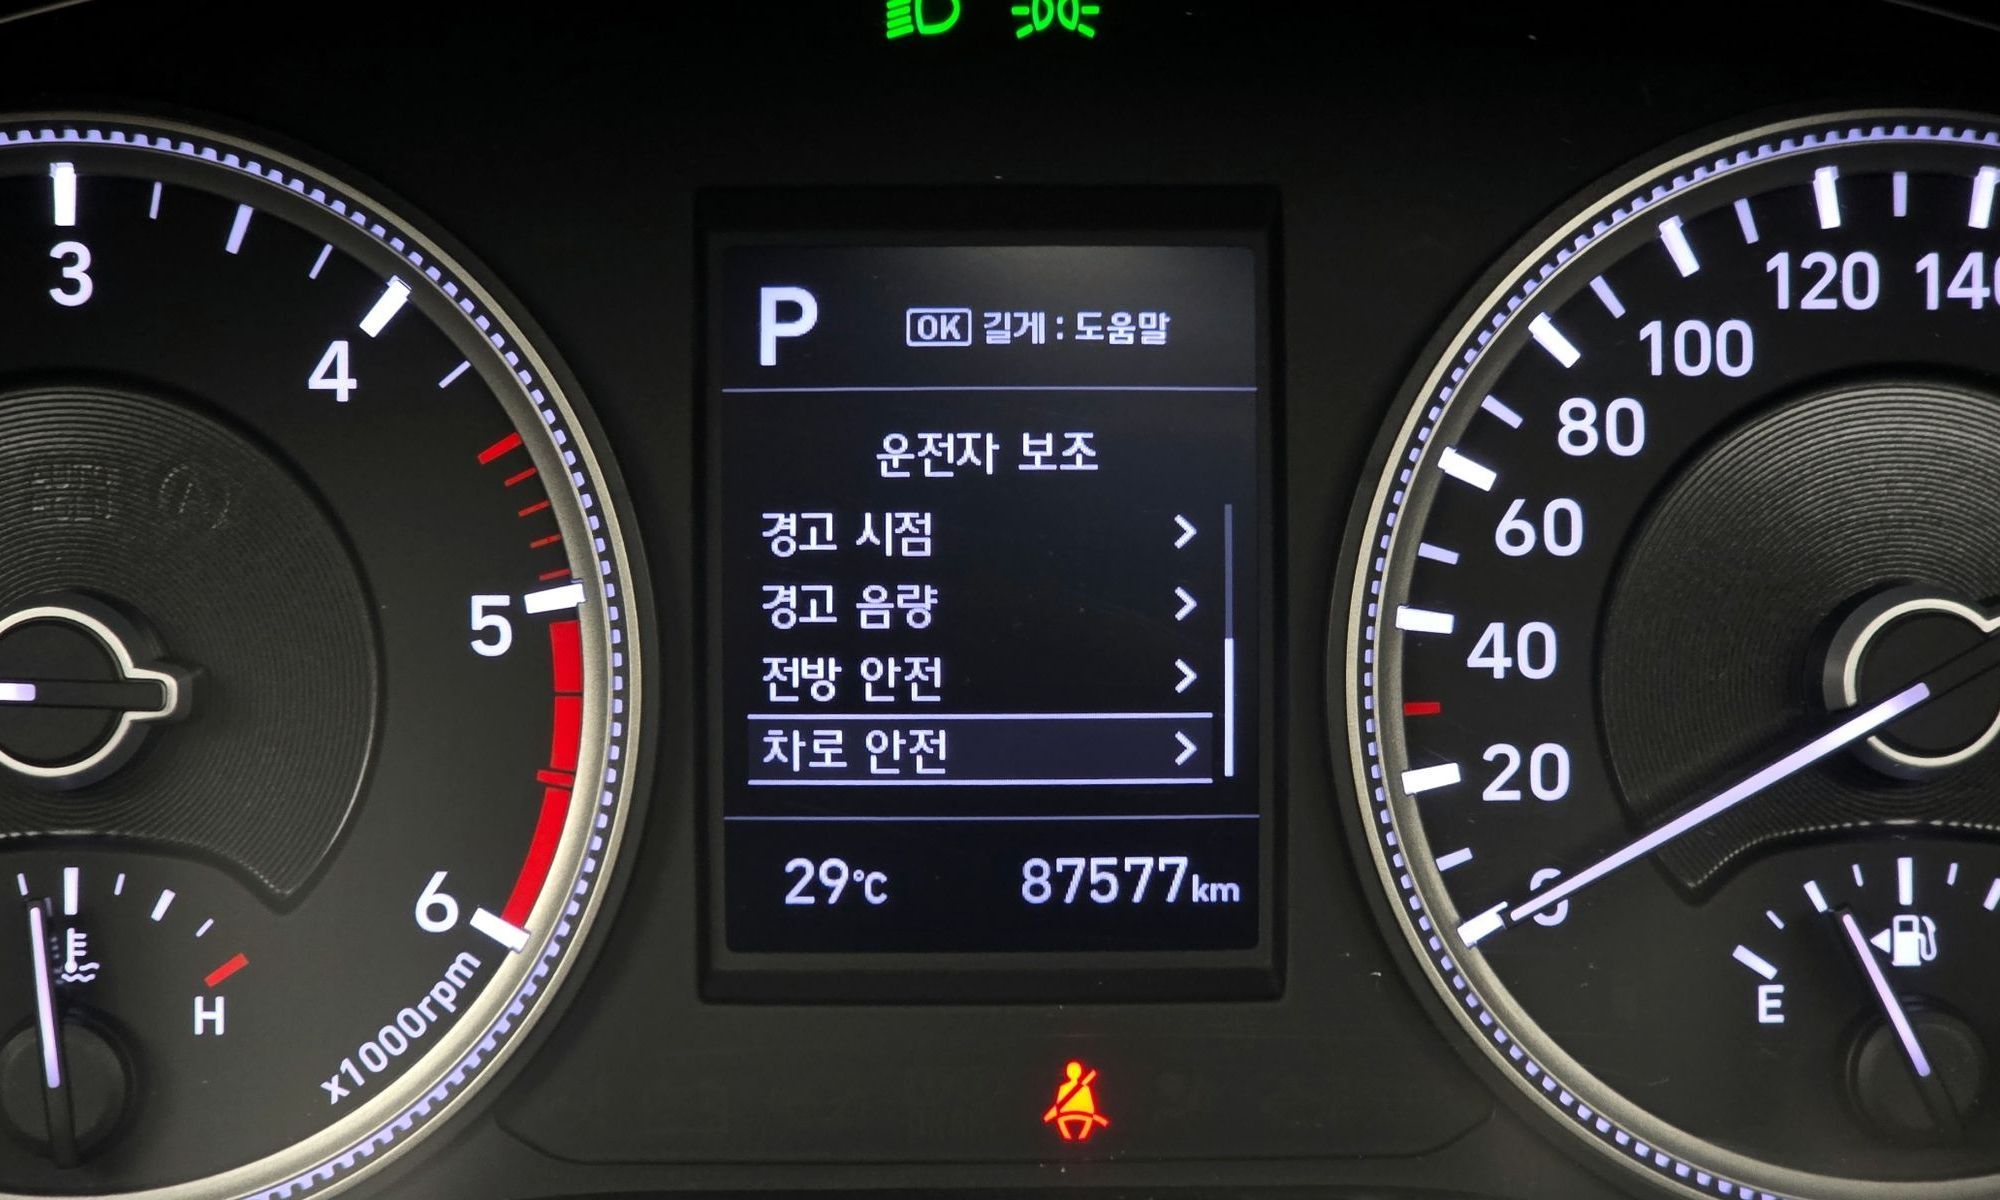 P
OK 길게 : 도움말
운전자 보조
경고 시점
경고 음량
전방 안전
차로 안전
29°C 87577km
3
4
5
6
x1000rpm
H
140
120
100
80
60
40
20
0
E